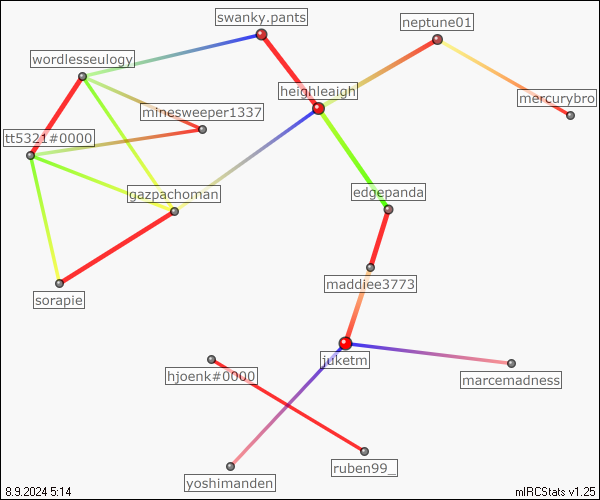 swanky.pants
neptune01
wordlesseulogy
heighleaigh
mercurybro
minesweeper1337
tt5321#0000
edgepanda
gazpachoman
maddiee3773
sorapie
juketm
hjoenk#0000
marcemadness
ruben99_
yoshimanden
8.9.2024 5:14
mIRCStats v1.25